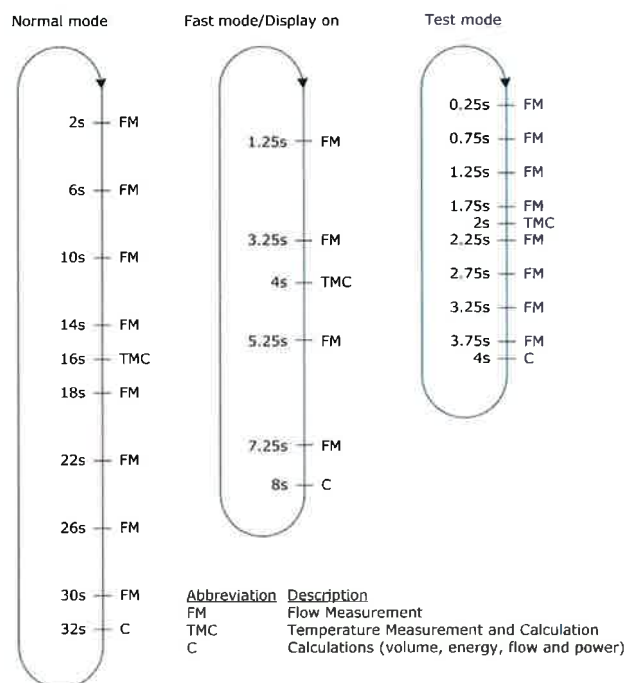 Normal mode
2s FM
6s FM
10s FM
14s FM
16s TMC
18s FM
22s FM
26s FM
30s FM
32s C
Fast mode/Display on
1.25s FM
3.25s FM
4s TMC
5.25s FM
7.25s FM
8s C
Test mode
0.25s FM
0.75s FM
1.25s FM
1.75s FM
2s TMC
2.25s FM
2.75s FM
3.25s FM
3.75s FM
4s C
Abbreviation Description
FM Flow Measurement
TMC Temperature Measurement and Calculation
C Calculations (volume, energy, flow and power)